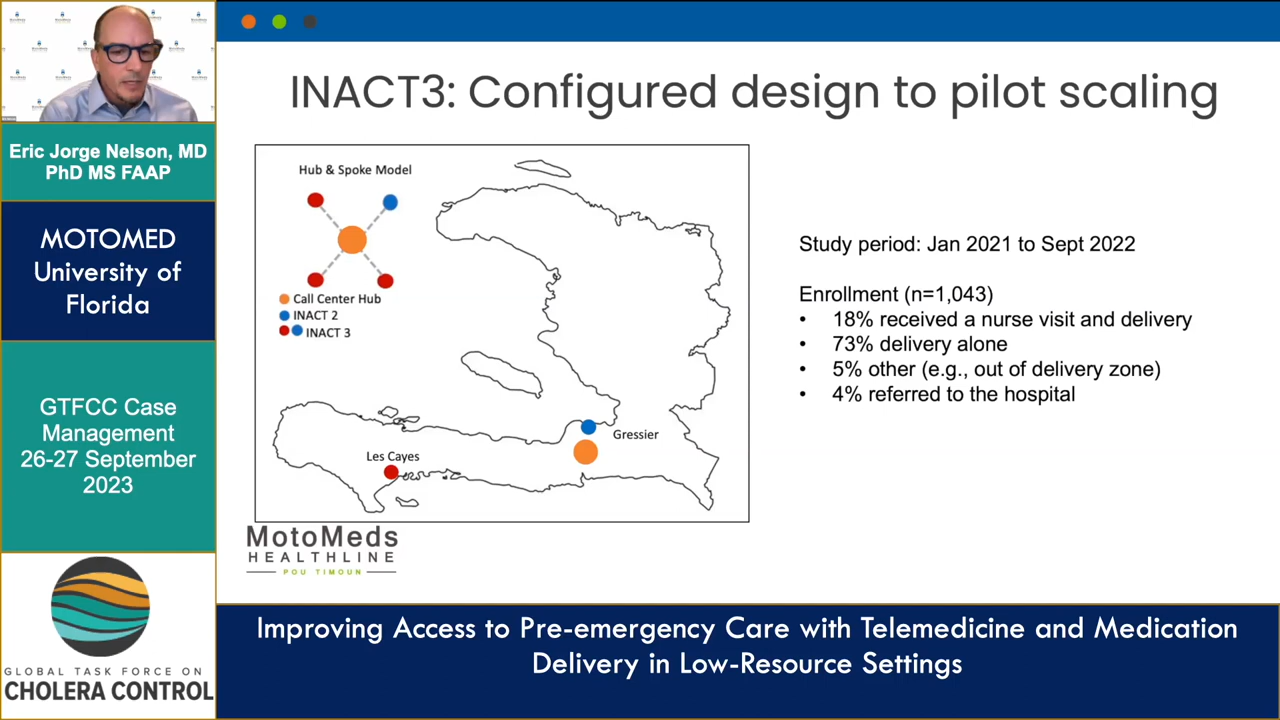 Eric Jorge Nelson, MD
PhD MS FAAP
MOTOMED
University of
Florida
GTFCC Case
Management
26-27 September
2023
GLOBAL TASK FORCE ON
CHOLERA CONTROL
INACT3: Configured design to pilot scaling
Hub & Spoke Model
Call Center Hub
INACT 2
INACT 3
Les Cayes
Gressier
MotoMeds
HEALTHLINE
POU TIMOUN
Study period: Jan 2021 to Sept 2022
Enrollment (n=1,043)
• 18% received a nurse visit and delivery
• 73% delivery alone
• 5% other (e.g., out of delivery zone)
• 4% referred to the hospital
Improving Access to Pre-emergency Care with Telemedicine and Medication
Delivery in Low-Resource Settings